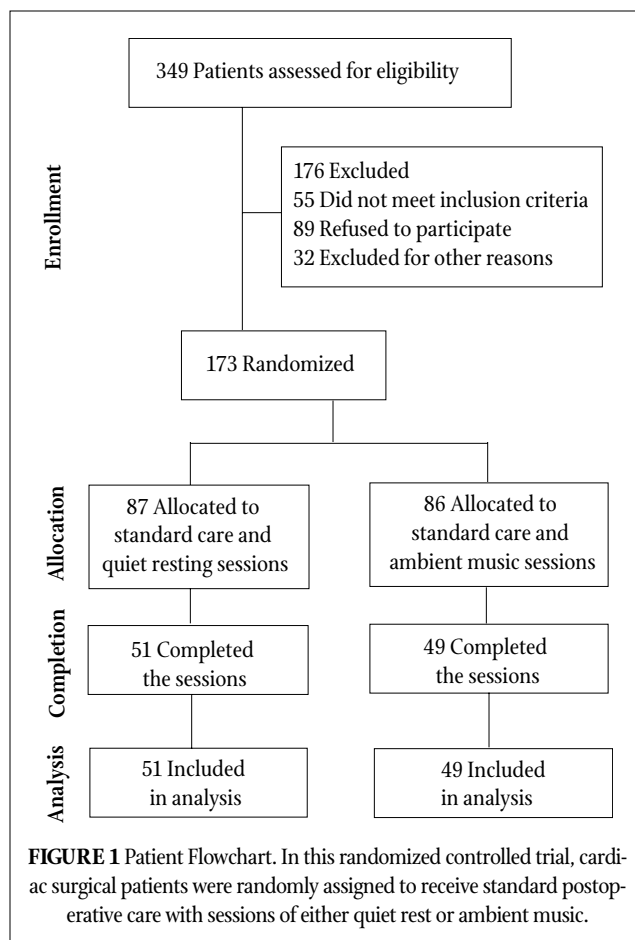 349 Patients assessed for eligibility
Enrollment
176 Excluded
55 Did not meet inclusion criteria
89 Refused to participate
32 Excluded for other reasons
173 Randomized
Allocation
87 Allocated to
standard care and
quiet resting sessions
86 Allocated to
standard care and
ambient music sessions
Completion
51 Completed
the sessions
49 Completed
the sessions
Analysis
51 Included
in analysis
49 Included
in analysis
FIGURE 1 Patient Flowchart. In this randomized controlled trial, cardi-
ac surgical patients were randomly assigned to receive standard postop-
erative care with sessions of either quiet rest or ambient music.